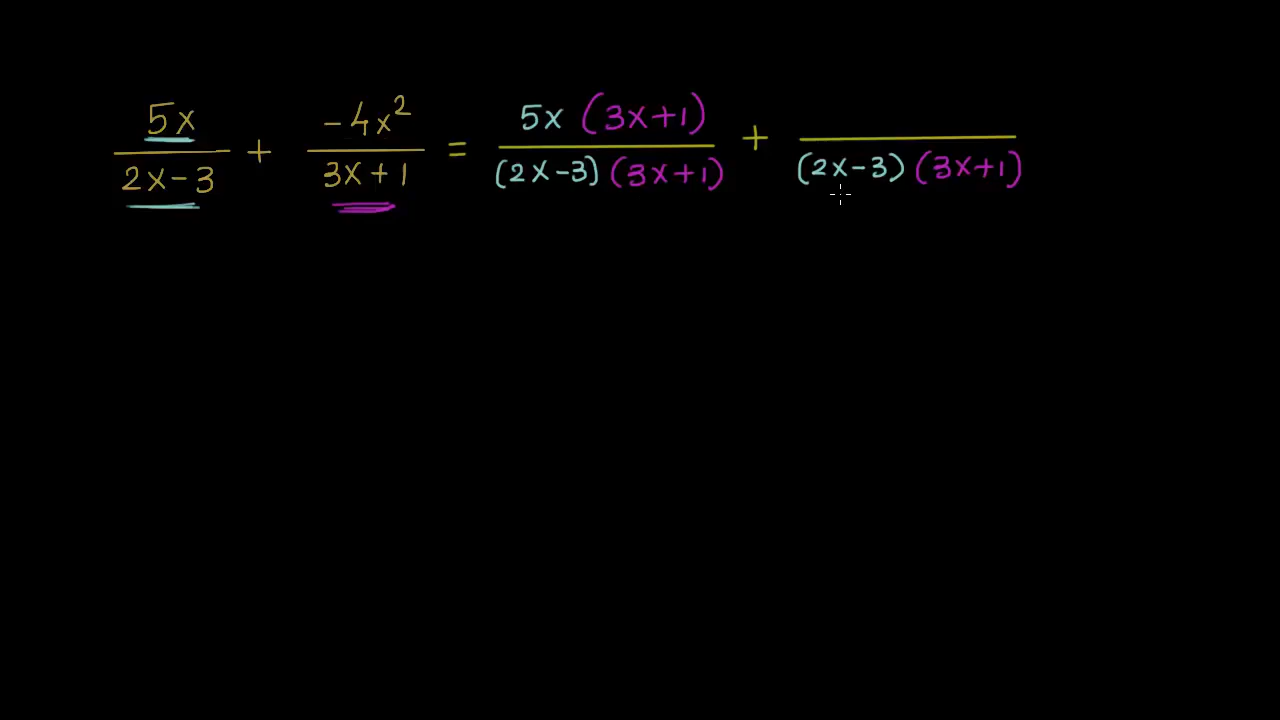 5x/(2x-3) + -4x²/(3x+1) = 5x (3x+1)/((2x-3)(3x+1)) + /((2x-3)(3x+1))